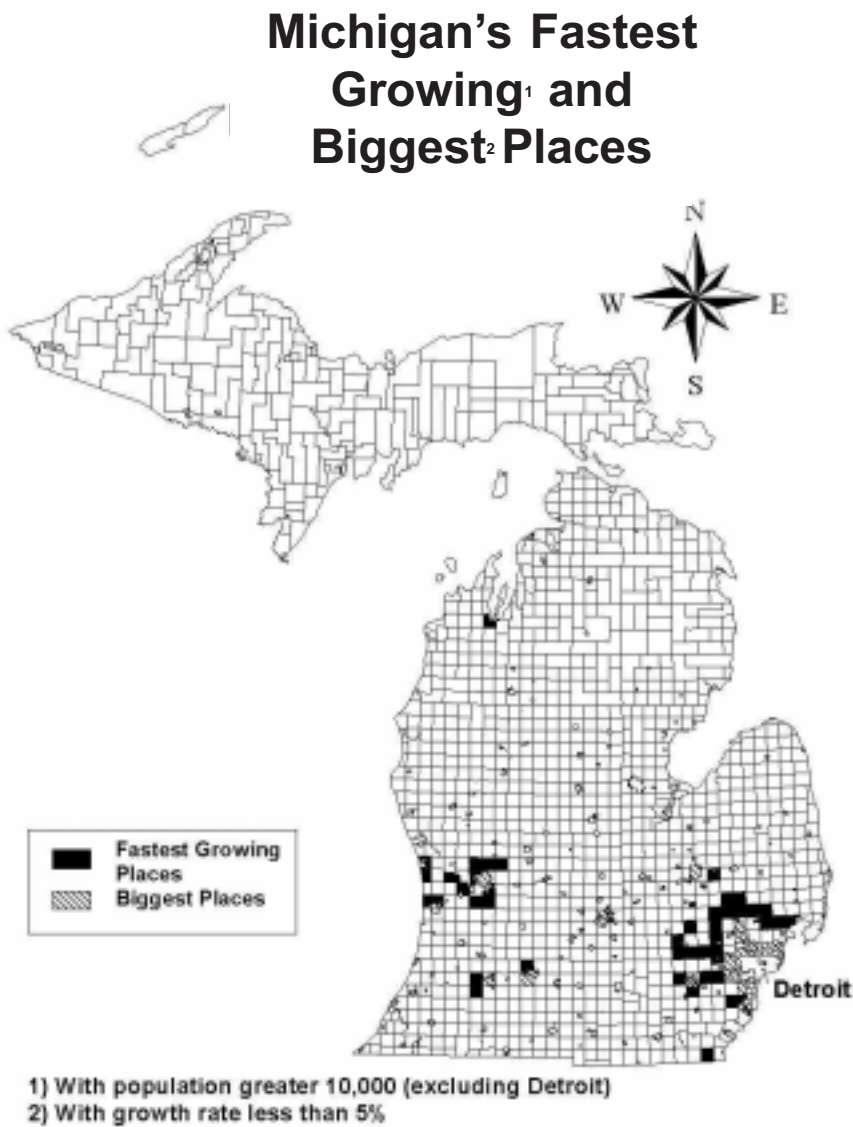 Michigan's Fastest
Growing1 and
Biggest2 Places
N
W
E
S
Fastest Growing
Places
Biggest Places
Detroit
1) With population greater 10,000 (excluding Detroit)
2) With growth rate less than 5%